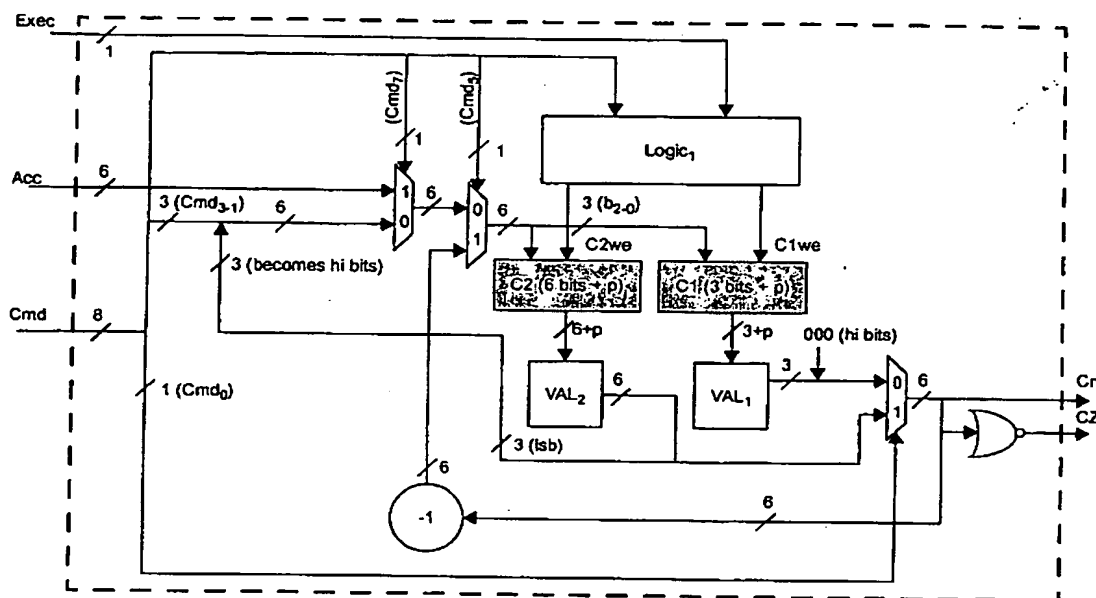 Exec
1
(Cmd7)
(Cmd5)
1
1
Logic1
Acc
6
1
0
6
0
1
6
3 (Cmd3-1)
6
3 (b2-0)
C2we
C1we
3 (becomes hi bits)
C2 (6 bits + p)
C1 (3 bits + p)
Cmd
8
6+p
3+p
000 (hi bits)
1 (Cmd0)
VAL2
6
VAL1
3
0
1
6
3 (lsb)
6
-1
6